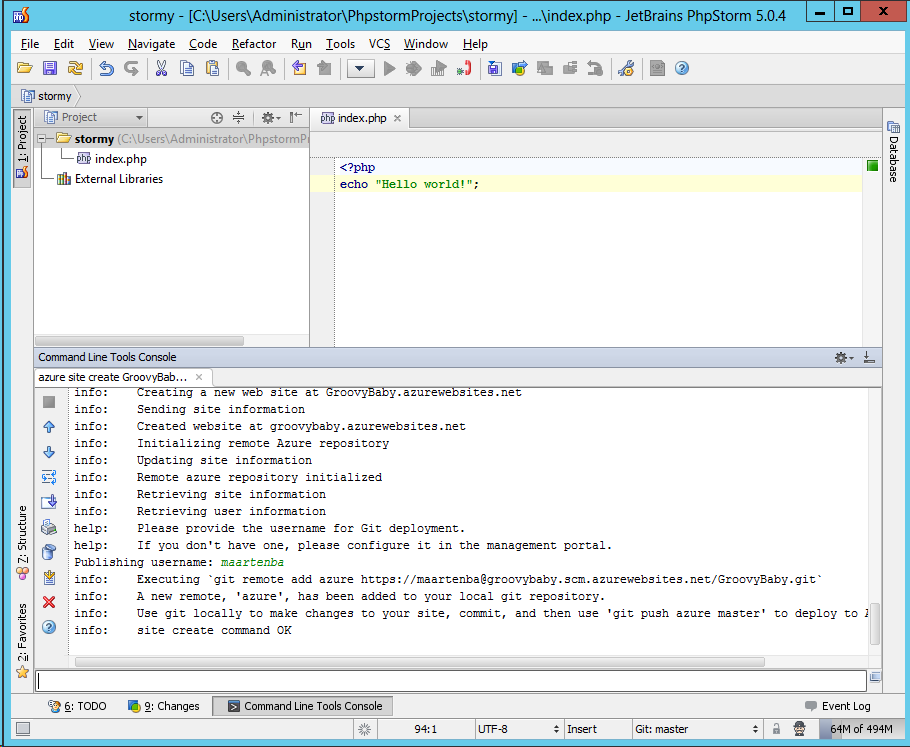 stormy - [C:\Users\Administrator\PhpstormProjects\stormy] - ...\index.php - JetBrains PhpStorm 5.0.4
File Edit View Navigate Code Refactor Run Tools VCS Window Help
stormy
1: Project
Project
index.php
Database
stormy (C:\Users\Administrator\PhpstormPr
index.php
External Libraries
<?php
echo "Hello world!";
Command Line Tools Console
azure site create GroovyBab...
info: Creating a new web site at GroovyBaby.azurewebsites.net
info: Sending site information
info: Created website at groovybaby.azurewebsites.net
info: Initializing remote Azure repository
info: Updating site information
info: Remote azure repository initialized
info: Retrieving site information
info: Retrieving user information
help: Please provide the username for Git deployment.
help: If you don't have one, please configure it in the management portal.
Publishing username: maartenba
info: Executing `git remote add azure https://maartenba@groovybaby.scm.azurewebsites.net/GroovyBaby.git`
info: A new remote, 'azure', has been added to your local git repository.
info: Use git locally to make changes to your site, commit, and then use 'git push azure master' to deploy to A
info: site create command OK
7: Structure
2: Favorites
6: TODO 9: Changes Command Line Tools Console Event Log
94:1 UTF-8 Insert Git: master 64M of 494M